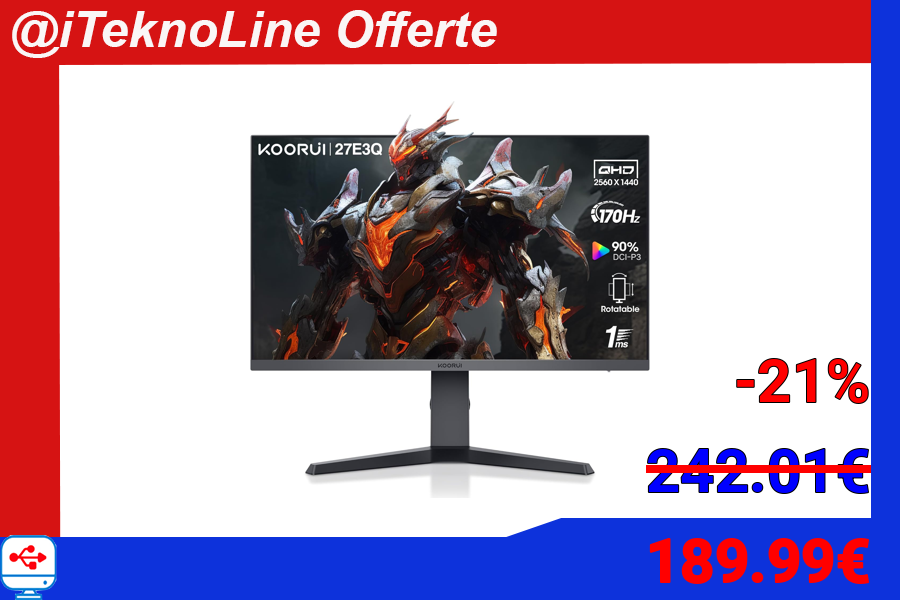 @iTeknoLine Offerte
KOORUI | 27E3Q
QHD
2560 X 1440
170Hz
90%
DCI-P3
Rotatable
1ms
KOORUI
-21%
242.01€
189.99€